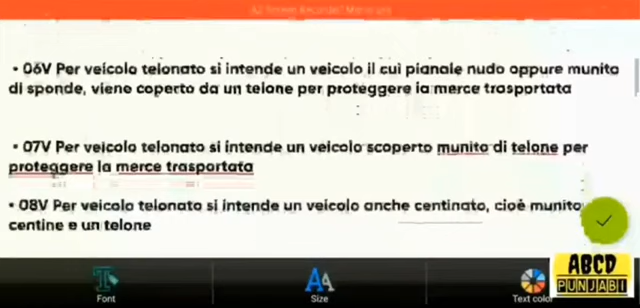 • 06V Per veicolo telonato si intende un veicolo il cui pianale nudo oppure munito
di sponde, viene coperto da un telone per proteggere la merce trasportata
• 07V Per veicolo telonato si intende un veicolo scoperto munito di telone per
proteggere la merce trasportata
• 08V Per veicolo telonato si intende un veicolo anche centinato, cioè munito
centine e un telone
Font
Size
Text color
ABCD
PUNJABI